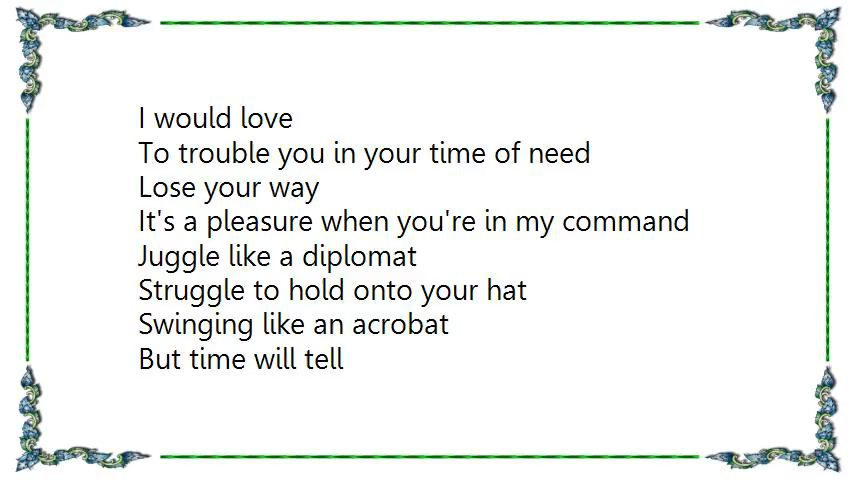 I would love
To trouble you in your time of need
Lose your way
It's a pleasure when you're in my command
Juggle like a diplomat
Struggle to hold onto your hat
Swinging like an acrobat
But time will tell